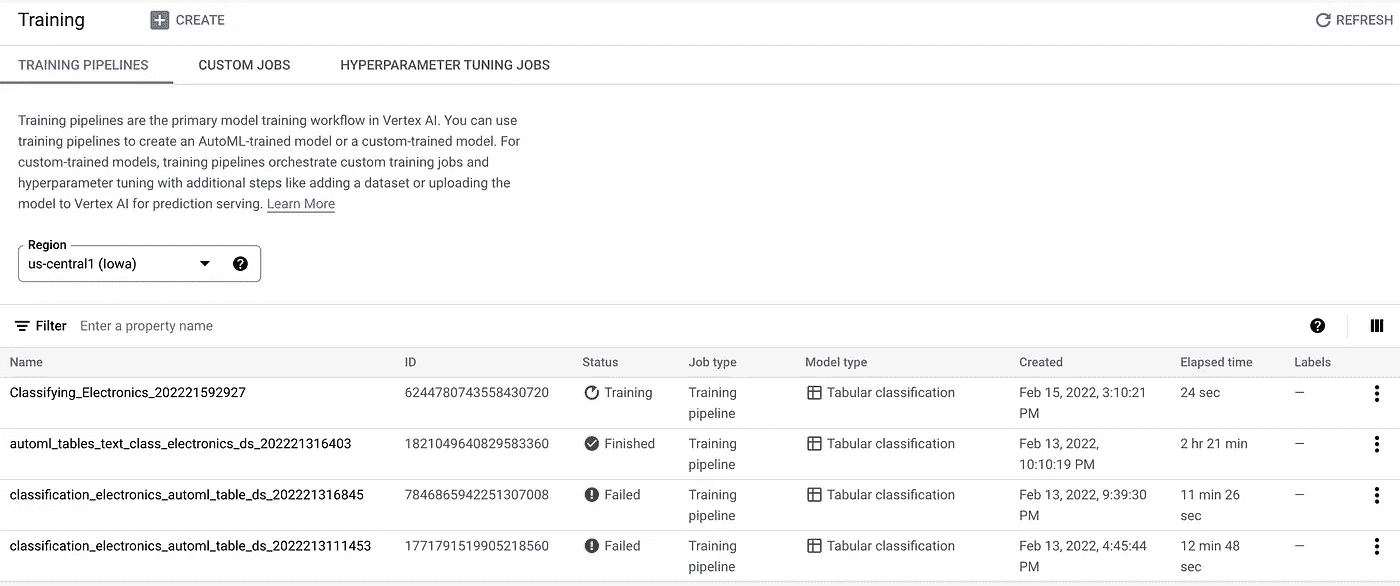 Training CREATE REFRESH
TRAINING PIPELINES CUSTOM JOBS HYPERPARAMETER TUNING JOBS
Training pipelines are the primary model training workflow in Vertex AI. You can use
training pipelines to create an AutoML-trained model or a custom-trained model. For
custom-trained models, training pipelines orchestrate custom training jobs and
hyperparameter tuning with additional steps like adding a dataset or uploading the
model to Vertex AI for prediction serving. Learn More
Region
us-central1 (Iowa)
Filter Enter a property name
Name ID Status Job type Model type Created Elapsed time Labels
Classifying_Electronics_202221592927 6244780743558430720 Training Training Tabular classification Feb 15, 2022, 3:10:21 24 sec —
pipeline PM
automl_tables_text_class_electronics_ds_202221316403 1821049640829583360 Finished Training Tabular classification Feb 13, 2022, 2 hr 21 min —
pipeline 10:10:19 PM
classification_electronics_automl_table_ds_202221316845 7846865942251307008 Failed Training Tabular classification Feb 13, 2022, 9:39:30 11 min 26 —
pipeline PM sec
classification_electronics_automl_table_ds_2022213111453 1771791519905218560 Failed Training Tabular classification Feb 13, 2022, 4:45:44 12 min 48 —
pipeline PM sec